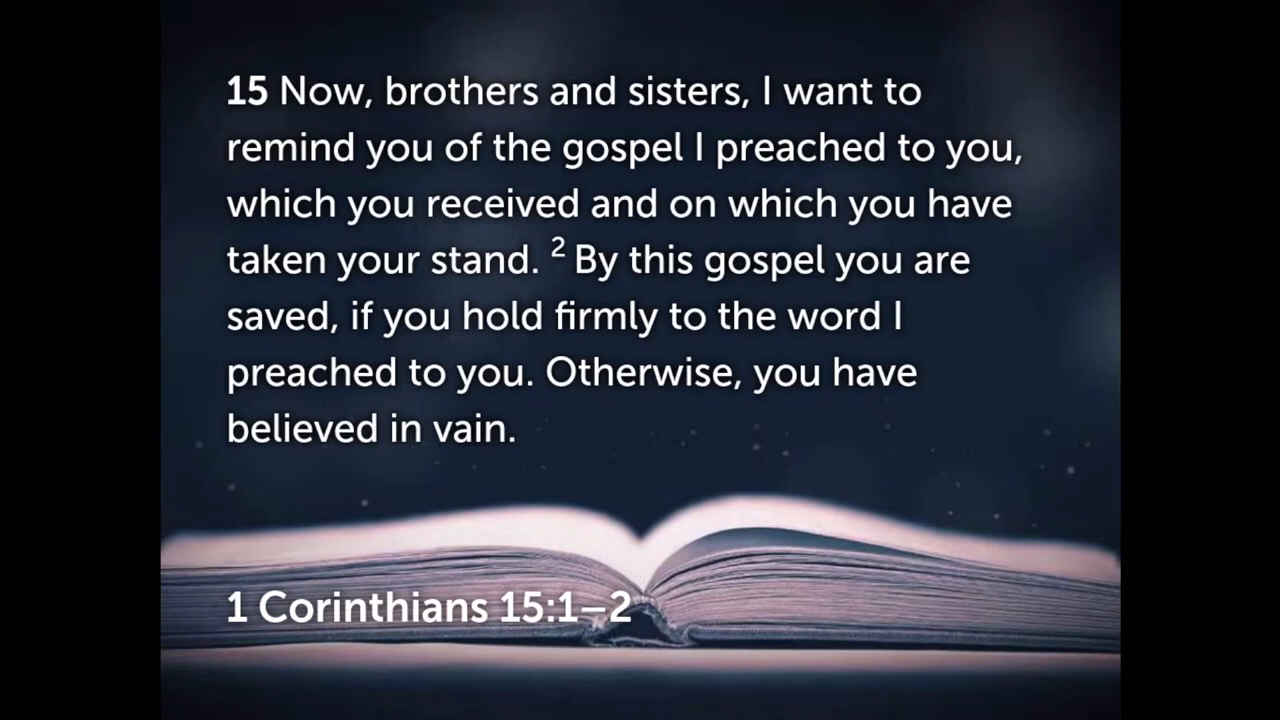 15 Now, brothers and sisters, I want to
remind you of the gospel I preached to you,
which you received and on which you have
taken your stand. 2 By this gospel you are
saved, if you hold firmly to the word I
preached to you. Otherwise, you have
believed in vain.
1 Corinthians 15:1–2